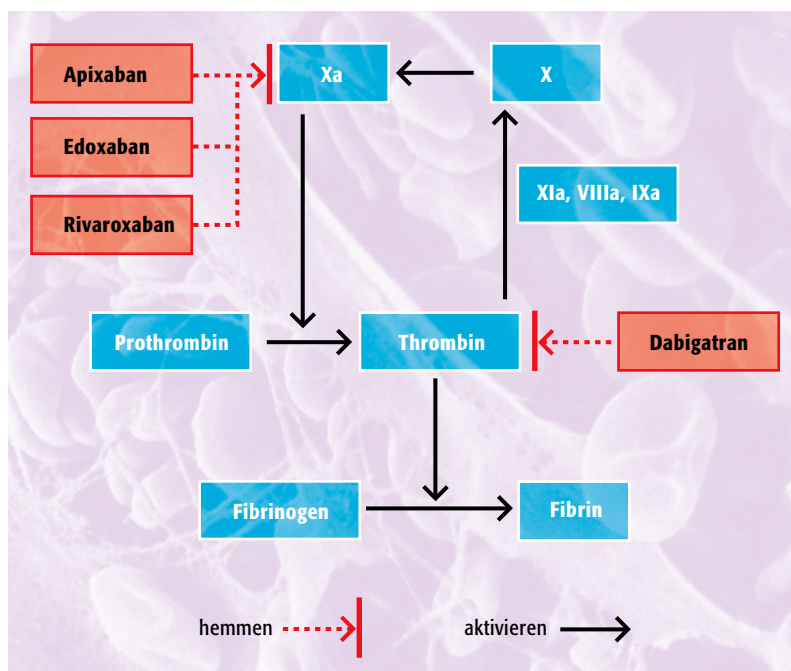 Apixaban
Xa
X
Edoxaban
XIa, VIIIa, IXa
Rivaroxaban
Prothrombin
Thrombin
Dabigatran
Fibrinogen
Fibrin
hemmen
aktivieren